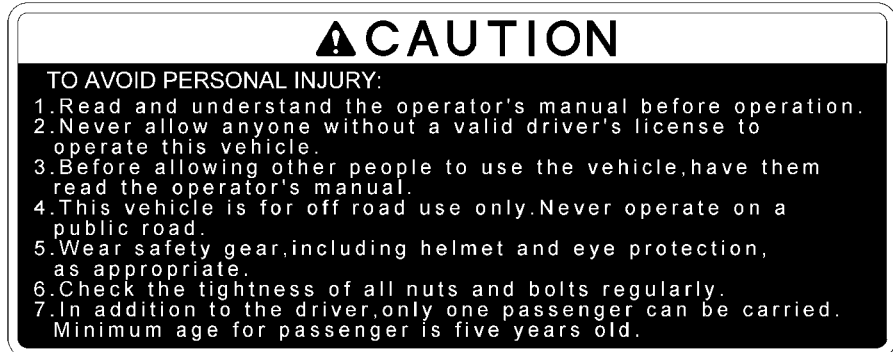 CAUTION
TO AVOID PERSONAL INJURY:
1.Read and understand the operator's manual before operation.
2.Never allow anyone without a valid driver's license to
operate this vehicle.
3.Before allowing other people to use the vehicle,have them
read the operator's manual.
4.This vehicle is for off road use only.Never operate on a
public road.
5.Wear safety gear,including helmet and eye protection,
as appropriate.
6.Check the tightness of all nuts and bolts regularly.
7.In addition to the driver,only one passenger can be carried.
Minimum age for passenger is five years old.